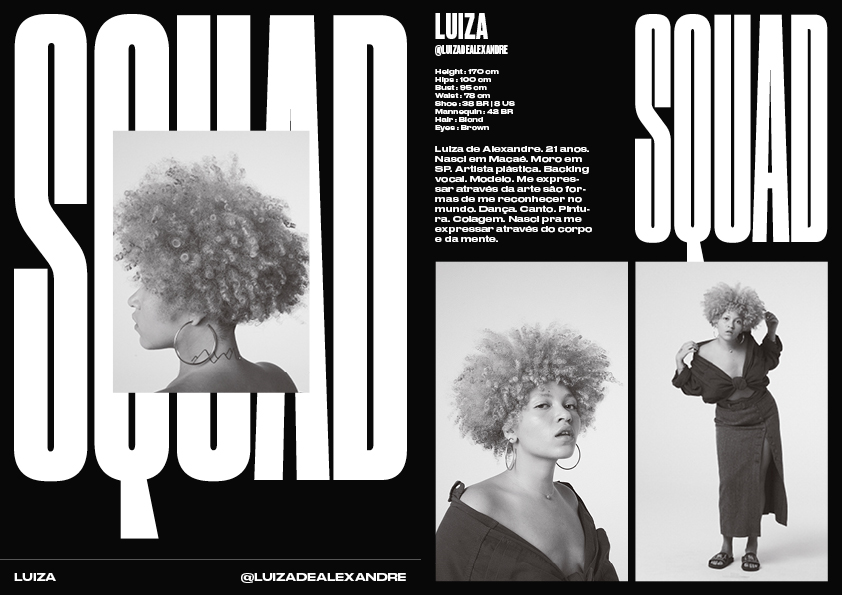 SQUAD
LUIZA
@LUIZADEALEXANDRE
LUIZA
@LUIZADEALEXANDRE
Height: 170 cm
Hips: 100 cm
Bust: 95 cm
Waist: 78 cm
Shoe: 38 BR | 8 US
Mannequin: 42 BR
Hair: Blond
Eyes: Brown
Luiza de Alexandre. 21 anos.
Nasci em Macaé. Moro em
SP. Artista plástica. Backing
vocal. Modelo. Me expres-
sar através da arte são for-
mas de me reconhecer no
mundo. Dança. Canto. Pintu-
ra. Colagem. Nasci pra me
expressar através do corpo
e da mente.
SQUAD